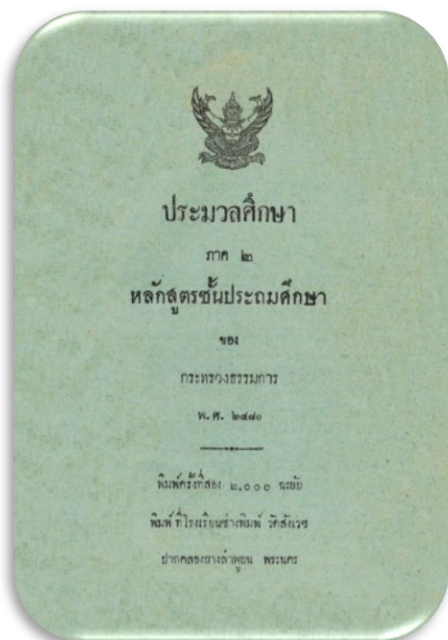 ประมวลศึกษา
ภาค ๒
หลักสูตรชั้นประถมศึกษา
ของ
กระทรวงธรรมการ
พ.ศ. ๒๔๘๐
พิมพ์ครั้งที่สอง ๒,๐๐๐ ฉะบับ
พิมพ์ที่โรงเรียนช่างพิมพ์ วัดสังเวช
ปากคลองบางลำพูบน พระนคร